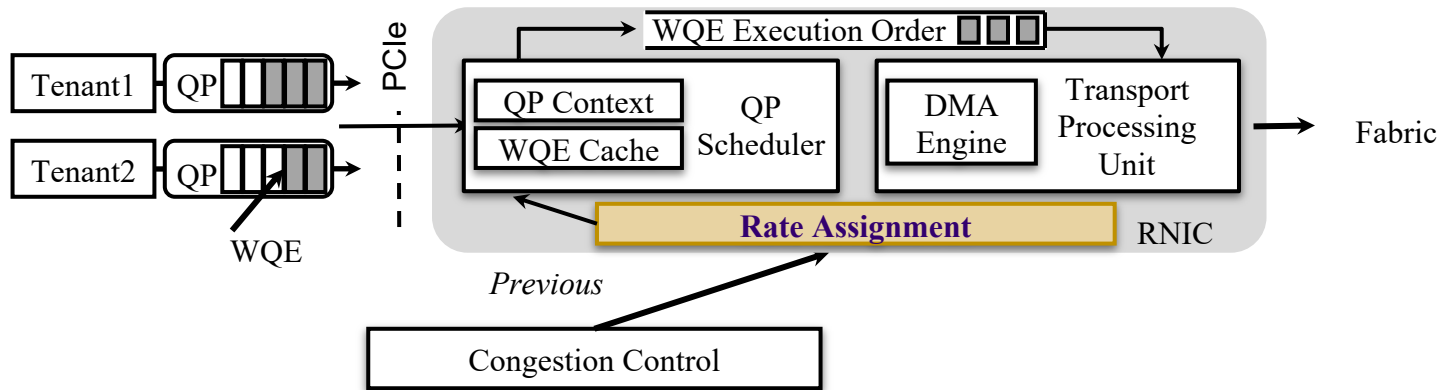 WQE Execution Order
PCIe
Tenant1
QP
QP Context
WQE Cache
QP
Scheduler
DMA
Engine
Transport
Processing
Unit
Fabric
Tenant2
QP
WQE
Rate Assignment
RNIC
Previous
Congestion Control